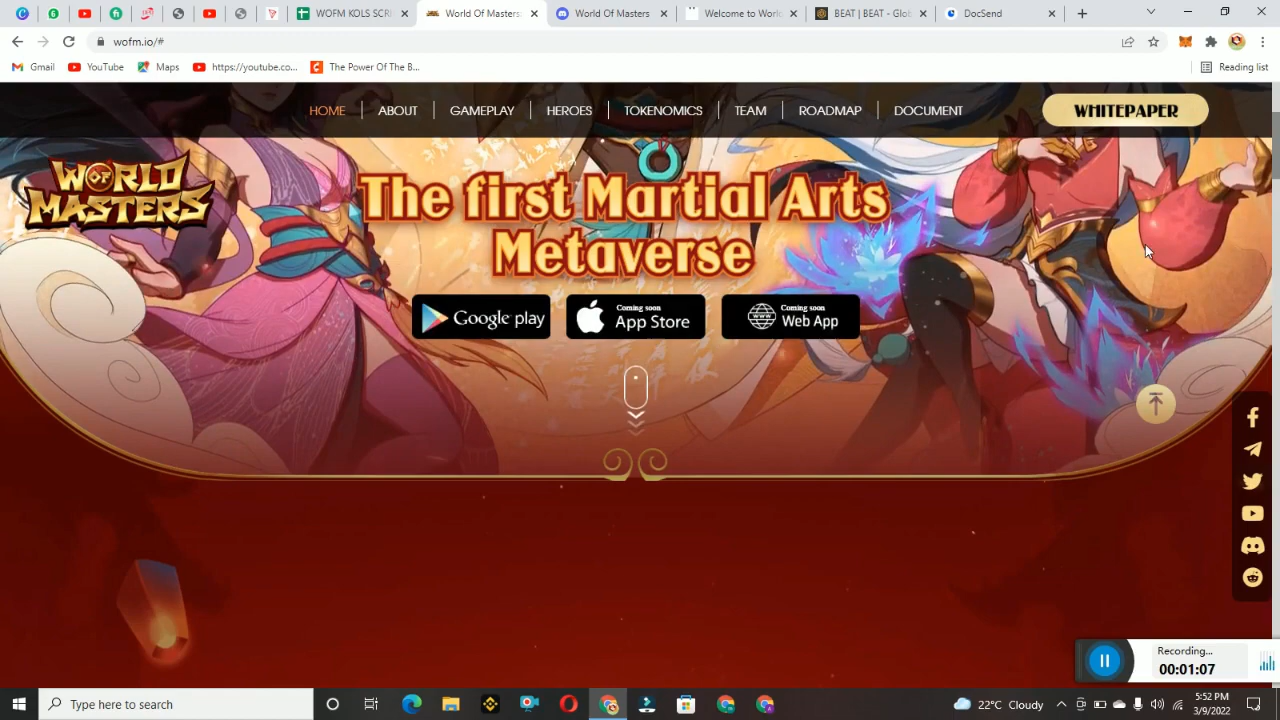 WOFM KOLS SCRI
World Of Masters
World Of Masters
Welcome to Worl
BEAT | BEAT - Glob
DocSend
wofm.io/#
Gmail
YouTube
Maps
https://youtube.co...
The Power Of The B...
Reading list
HOME
ABOUT
GAMEPLAY
HEROES
TOKENOMICS
TEAM
ROADMAP
DOCUMENT
WHITEPAPER
WORLD OF
MASTERS
The first Martial Arts
Metaverse
Google play
Coming soon
App Store
Coming soon
Web App
Recording...
00:01:07
Type here to search
22°C Cloudy
5:52 PM
3/9/2022